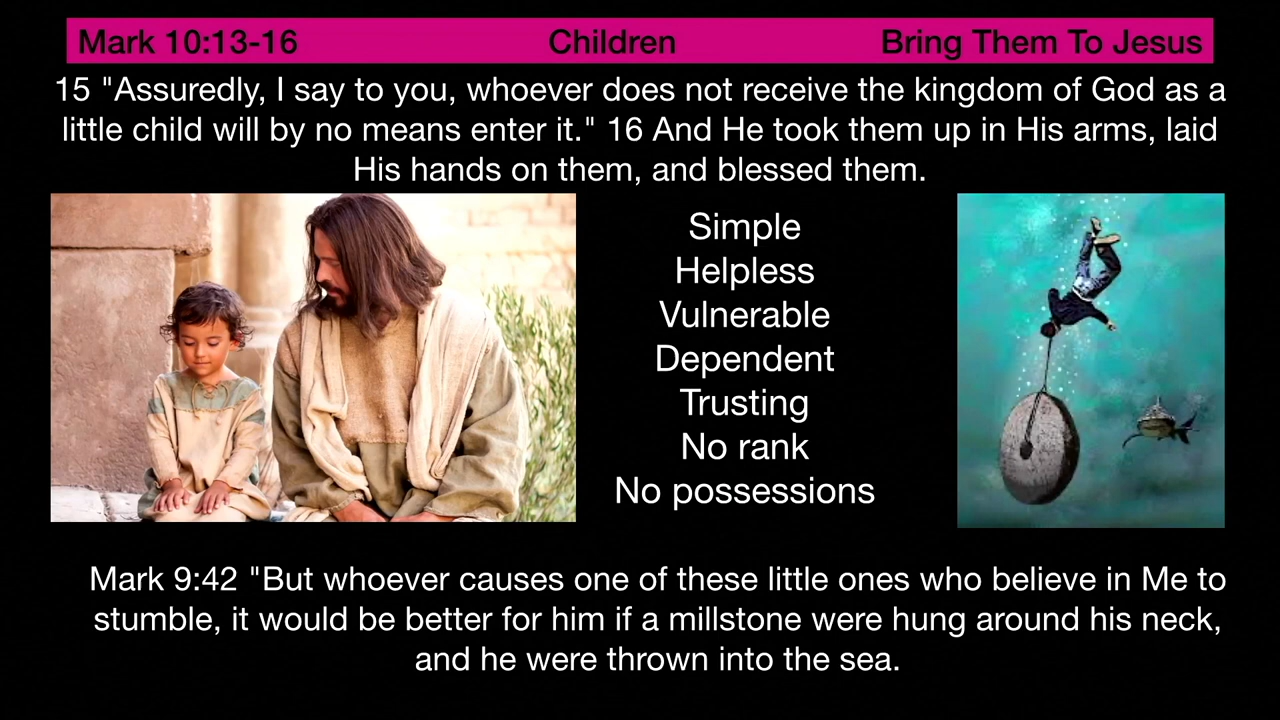 Mark 10:13-16 Children Bring Them To Jesus
15 "Assuredly, I say to you, whoever does not receive the kingdom of God as a
little child will by no means enter it." 16 And He took them up in His arms, laid
His hands on them, and blessed them.
Simple
Helpless
Vulnerable
Dependent
Trusting
No rank
No possessions
Mark 9:42 "But whoever causes one of these little ones who believe in Me to
stumble, it would be better for him if a millstone were hung around his neck,
and he were thrown into the sea.